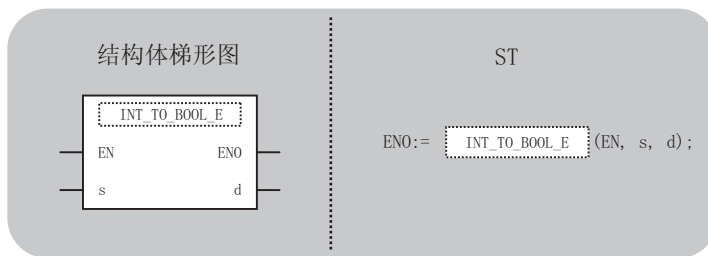 结构体梯形图
INT_TO_BOOL_E
EN ENO
s d
ST
ENO:= INT_TO_BOOL_E (EN, s, d);